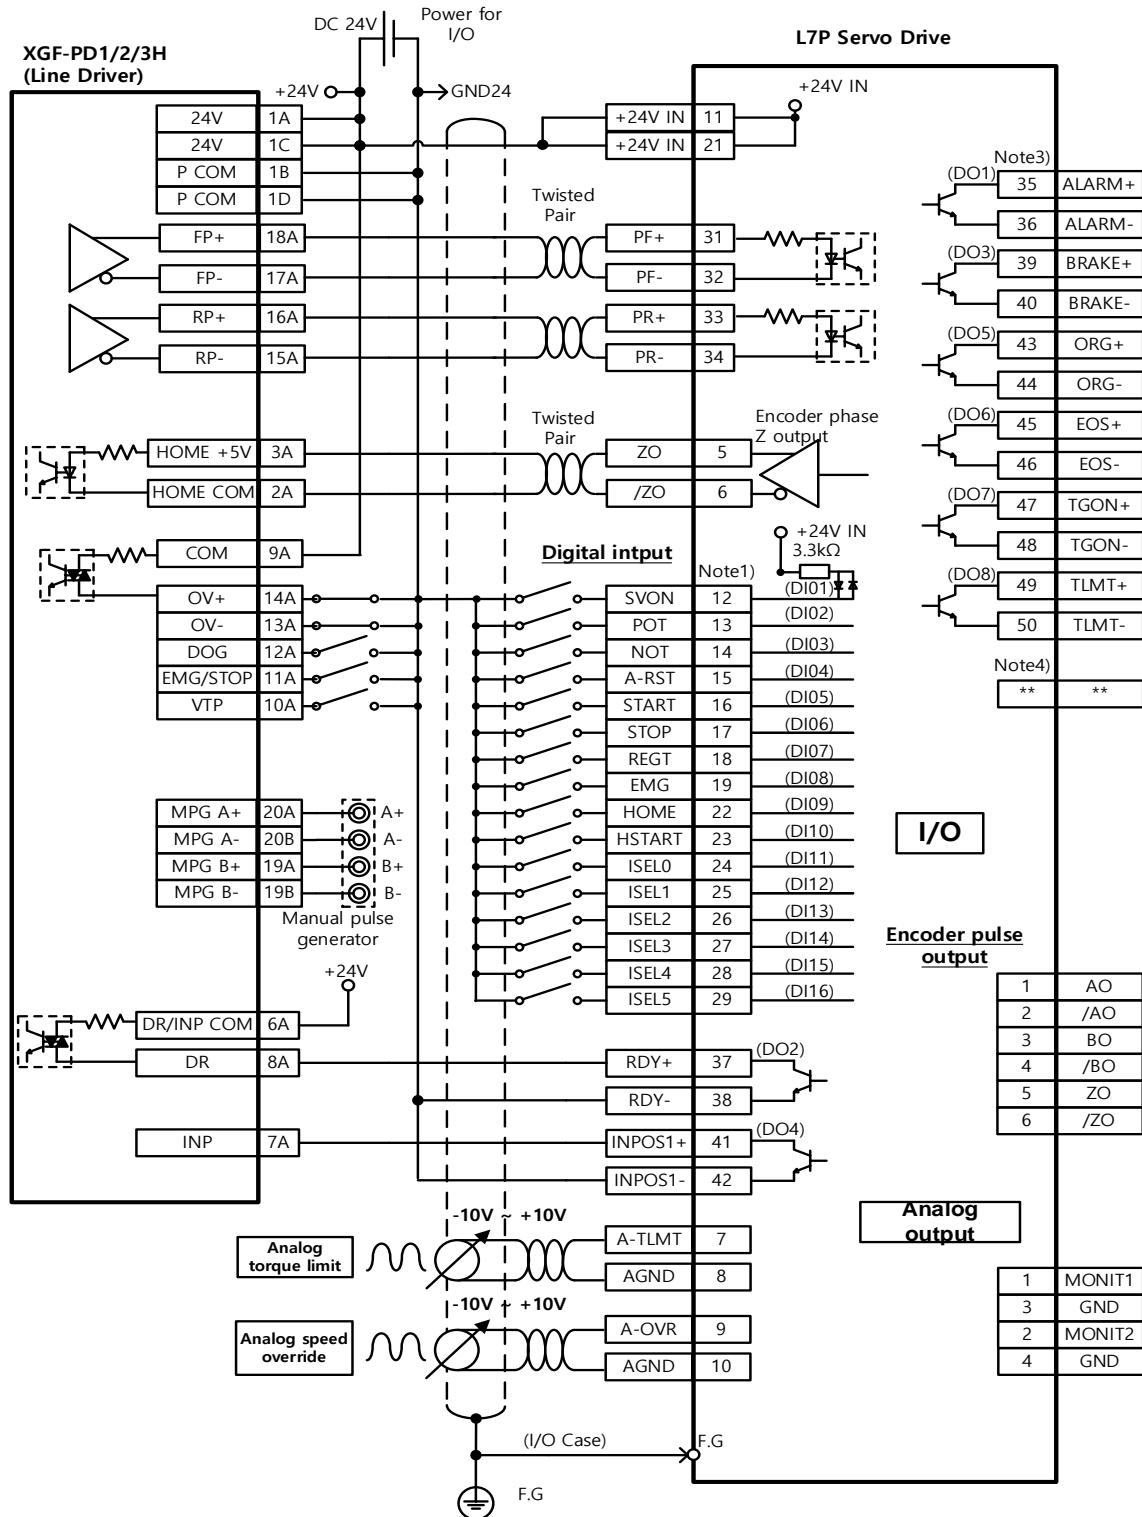 DC 24V
Power for
I/O
XGF-PD1/2/3H
(Line Driver)
L7P Servo Drive
+24V
GND24
+24V IN
24V 1A
24V 1C
P COM 1B
P COM 1D
+24V IN 11
+24V IN 21
Twisted
Pair
FP+ 18A
FP- 17A
RP+ 16A
RP- 15A
PF+ 31
PF- 32
PR+ 33
PR- 34
Twisted
Pair
Encoder phase
Z output
HOME +5V 3A
HOME COM 2A
ZO 5
/ZO 6
COM 9A
OV+ 14A
OV- 13A
DOG 12A
EMG/STOP 11A
VTP 10A
Digital intput
Note1)
+24V IN
3.3kΩ
SVON 12 (DI01)
POT 13 (DI02)
NOT 14 (DI03)
A-RST 15 (DI04)
START 16 (DI05)
STOP 17 (DI06)
REGT 18 (DI07)
EMG 19 (DI08)
HOME 22 (DI09)
HSTART 23 (DI10)
ISEL0 24 (DI11)
ISEL1 25 (DI12)
ISEL2 26 (DI13)
ISEL3 27 (DI14)
ISEL4 28 (DI15)
ISEL5 29 (DI16)
MPG A+ 20A A+
MPG A- 20B A-
MPG B+ 19A B+
MPG B- 19B B-
Manual pulse
generator
+24V
DR/INP COM 6A
DR 8A
INP 7A
RDY+ 37 (DO2)
RDY- 38
INPOS1+ 41 (DO4)
INPOS1- 42
-10V ~ +10V
Analog
torque limit
A-TLMT 7
AGND 8
-10V ~ +10V
Analog speed
override
A-OVR 9
AGND 10
(I/O Case)
F.G
F.G
Note3)
(DO1) 35 ALARM+
36 ALARM-
(DO3) 39 BRAKE+
40 BRAKE-
(DO5) 43 ORG+
44 ORG-
(DO6) 45 EOS+
46 EOS-
(DO7) 47 TGON+
48 TGON-
(DO8) 49 TLMT+
50 TLMT-
Note4)
** **
I/O
Encoder pulse
output
1 AO
2 /AO
3 BO
4 /BO
5 ZO
6 /ZO
Analog
output
1 MONIT1
3 GND
2 MONIT2
4 GND